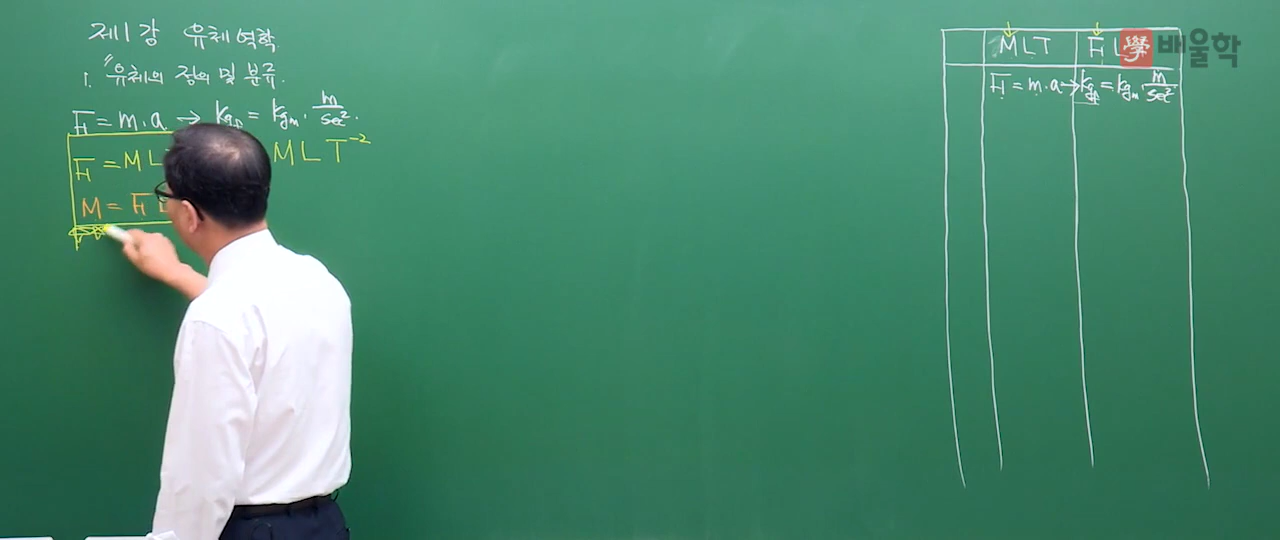 제1강 유체역학
1. "유체의 정의 및 분류.
F = m.a → kgf = kgm. m/sec².
F = ML MLT⁻²
M = F L
MLT F L
F = m.a → kgf = kgm. m/sec²
學 배울학